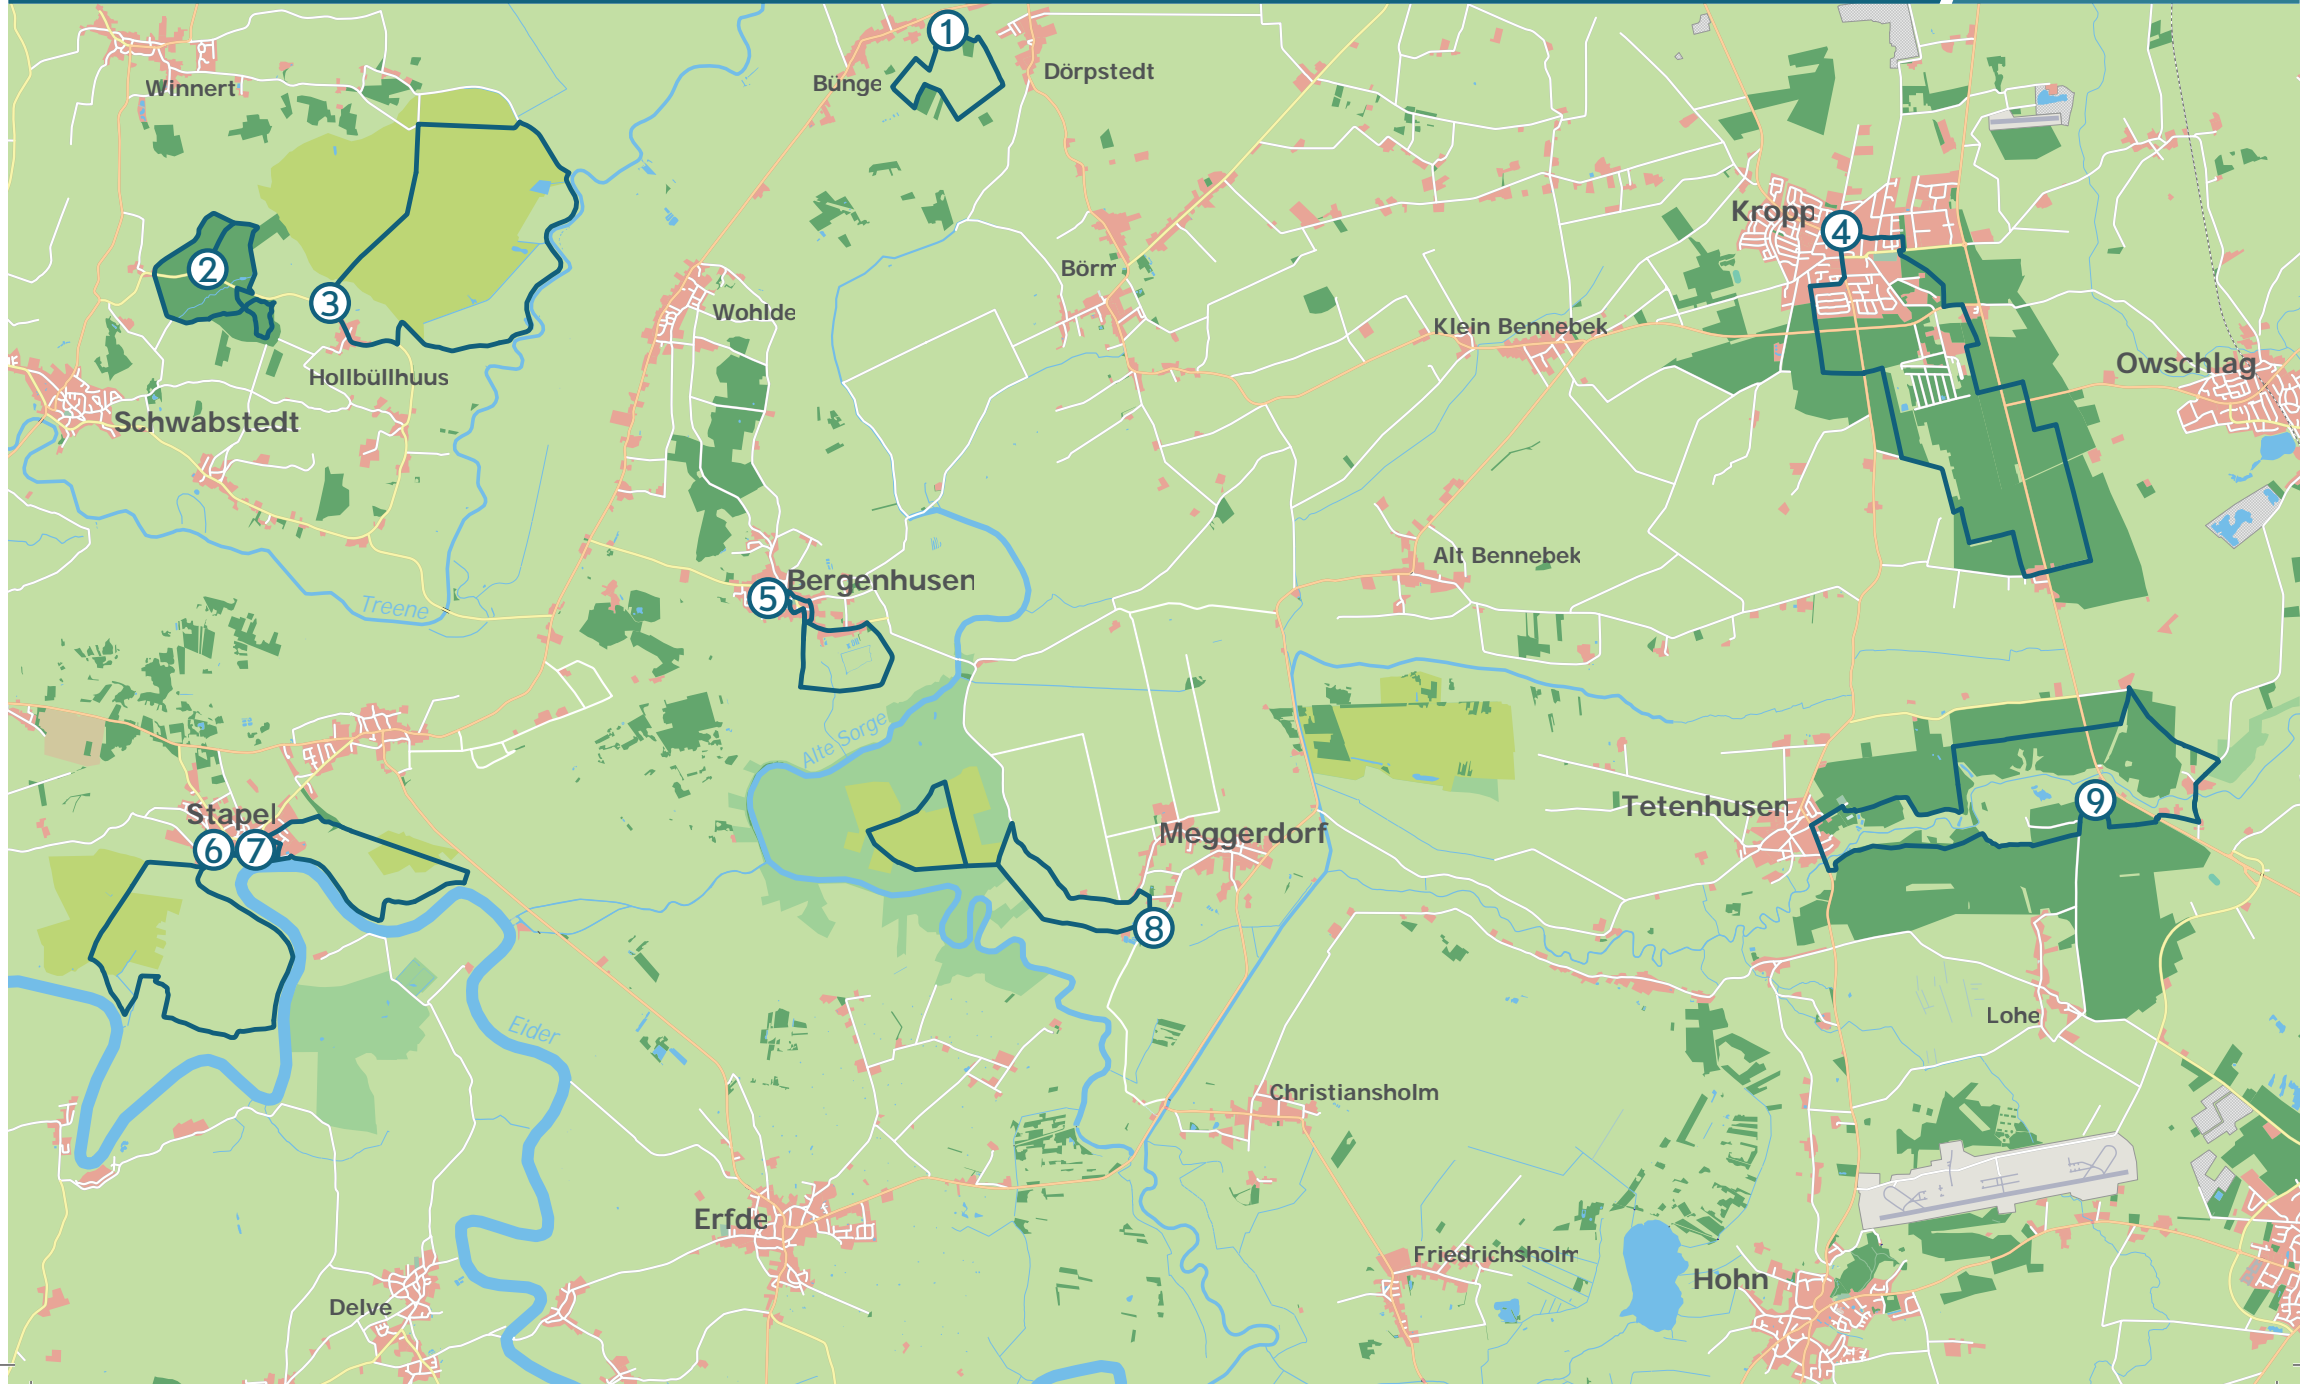 1
Dörpstedt
Bünge
Winnert
Kropp
4
2
Börm
3
Wohlde
Klein Bennebek
Owschlag
Hollbüllhuus
Schwabstedt
Alt Bennebek
Bergenhusen
5
Treene
Alte Sorge
9
Tetenhusen
Stapel
Meggerdorf
6
7
8
Lohe
Eider
Christiansholm
Erfde
Friedrichsholm
Hohn
Delve